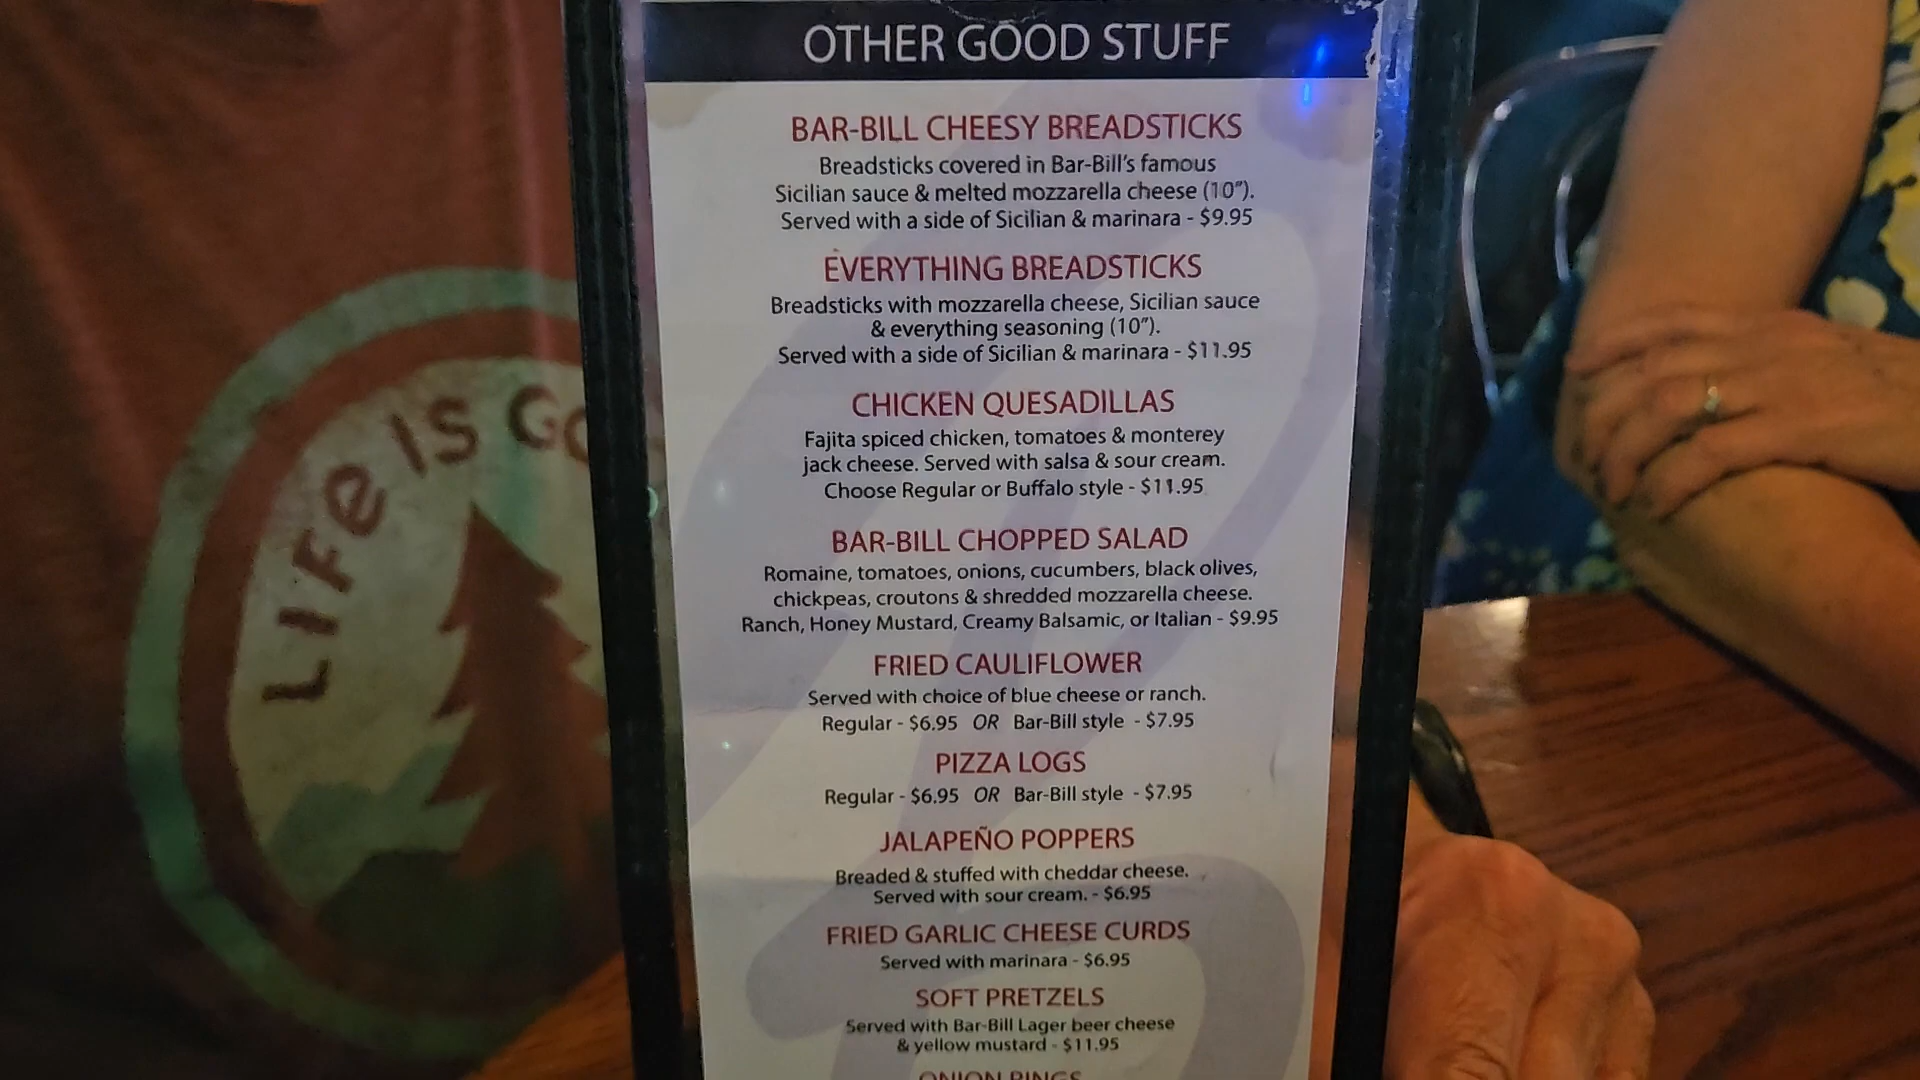 OTHER GOOD STUFF
BAR-BILL CHEESY BREADSTICKS
Breadsticks covered in Bar-Bill's famous
Sicilian sauce & melted mozzarella cheese (10").
Served with a side of Sicilian & marinara - $9.95
EVERYTHING BREADSTICKS
Breadsticks with mozzarella cheese, Sicilian sauce
& everything seasoning (10").
Served with a side of Sicilian & marinara - $11.95
CHICKEN QUESADILLAS
Fajita spiced chicken, tomatoes & monterey
jack cheese. Served with salsa & sour cream.
Choose Regular or Buffalo style - $11.95
BAR-BILL CHOPPED SALAD
Romaine, tomatoes, onions, cucumbers, black olives,
chickpeas, croutons & shredded mozzarella cheese.
Ranch, Honey Mustard, Creamy Balsamic, or Italian - $9.95
FRIED CAULIFLOWER
Served with choice of blue cheese or ranch.
Regular - $6.95 OR Bar-Bill style - $7.95
PIZZA LOGS
Regular - $6.95 OR Bar-Bill style - $7.95
JALAPEÑO POPPERS
Breaded & stuffed with cheddar cheese.
Served with sour cream. - $6.95
FRIED GARLIC CHEESE CURDS
Served with marinara - $6.95
SOFT PRETZELS
Served with Bar-Bill Lager beer cheese
& yellow mustard - $11.95
ONION RINGS
LIFe IS GO